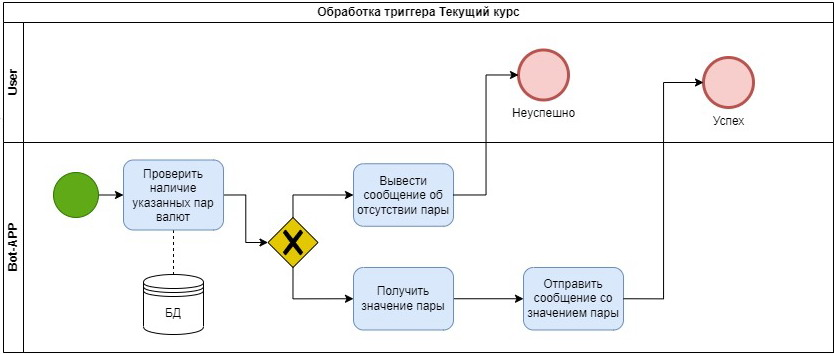 Обработка триггера Текущий курс
User
Неуспешно
Успех
Bot-APP
Проверить
наличие
указанных пар
валют
БД
Вывести
сообщение об
отсутствии пары
Получить
значение пары
Отправить
сообщение со
значением пары